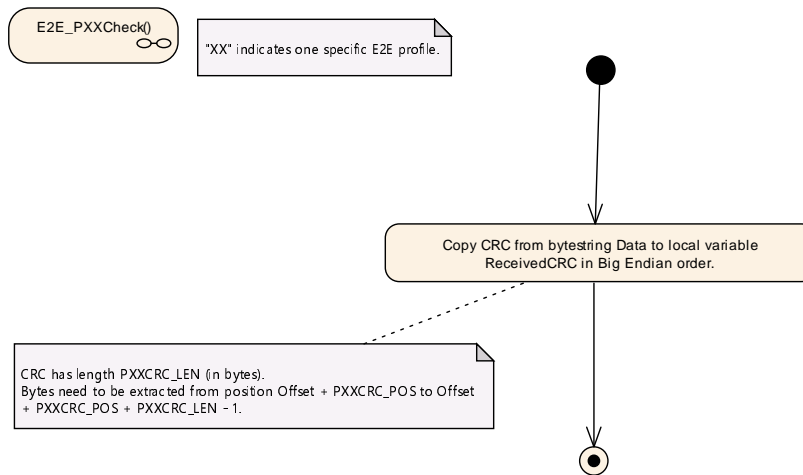 E2E_PXXCheck()
"XX" indicates one specific E2E profile.
Copy CRC from bytestring Data to local variable
ReceivedCRC in Big Endian order.
CRC has length PXXCRC_LEN (in bytes).
Bytes need to be extracted from position Offset + PXXCRC_POS to Offset
+ PXXCRC_POS + PXXCRC_LEN - 1.